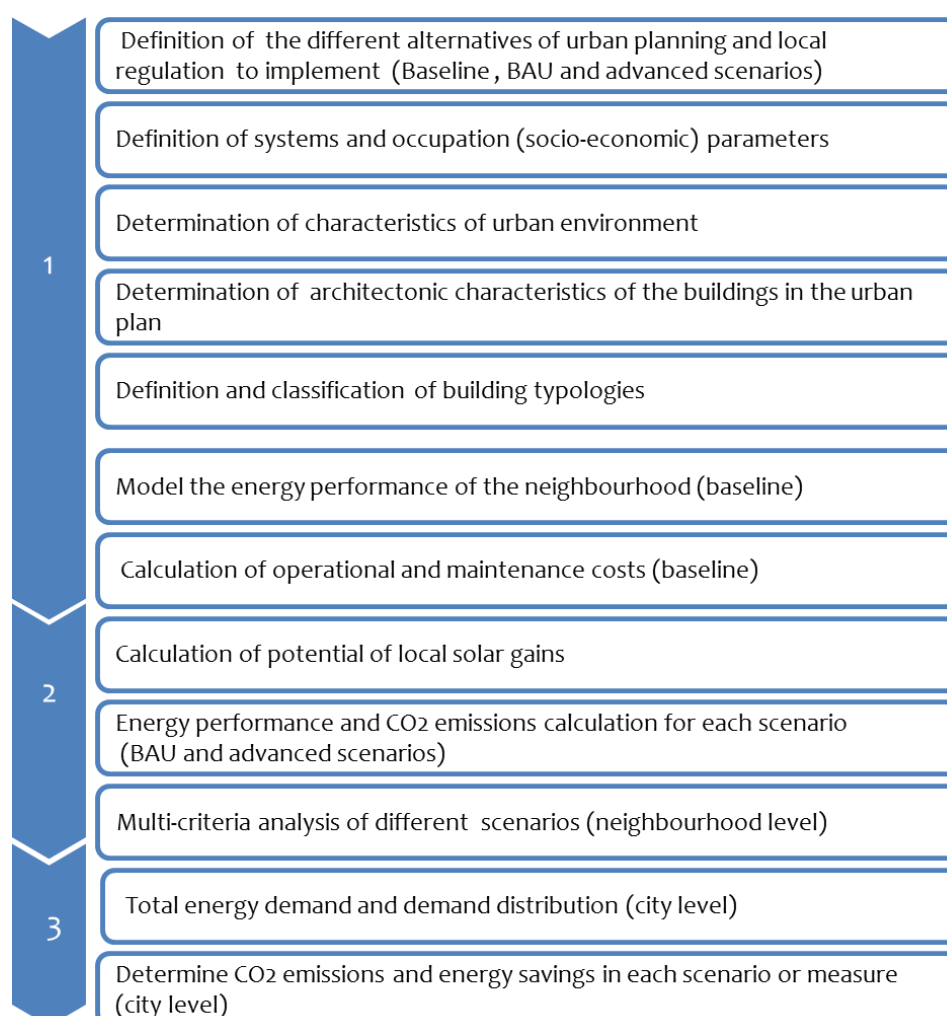 Definition of the different alternatives of urban planning and local
regulation to implement (Baseline , BAU and advanced scenarios)
Definition of systems and occupation (socio-economic) parameters
Determination of characteristics of urban environment
1
Determination of architectonic characteristics of the buildings in the urban
plan
Definition and classification of building typologies
Model the energy performance of the neighbourhood (baseline)
Calculation of operational and maintenance costs (baseline)
Calculation of potential of local solar gains
2
Energy performance and CO2 emissions calculation for each scenario
(BAU and advanced scenarios)
Multi-criteria analysis of different scenarios (neighbourhood level)
Total energy demand and demand distribution (city level)
3
Determine CO2 emissions and energy savings in each scenario or measure
(city level)